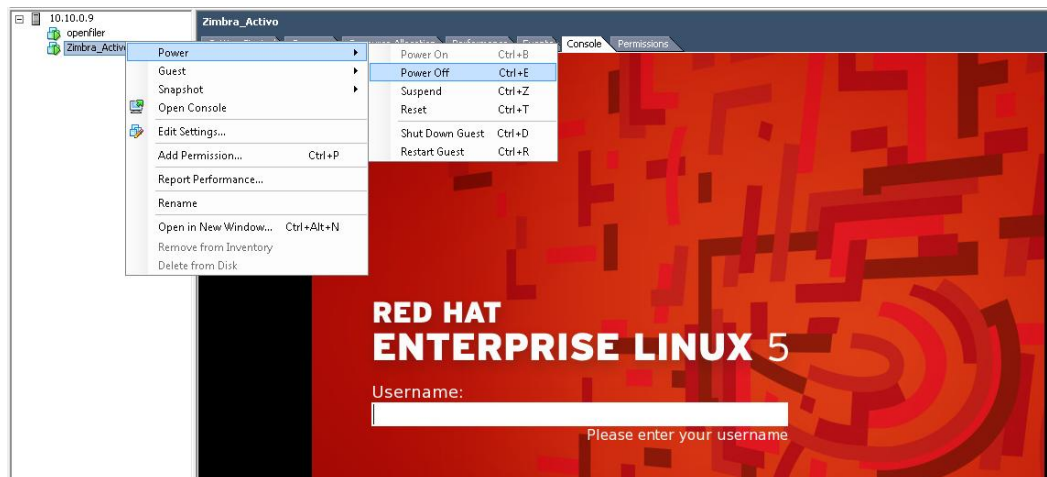 10.10.0.9
openfiler
Zimbra_Activ
Zimbra_Activo
Console
Permissions
Power
Guest
Snapshot
Open Console
Edit Settings...
Add Permission... Ctrl+P
Report Performance...
Rename
Open in New Window... Ctrl+Alt+N
Remove from Inventory
Delete from Disk
Power On Ctrl+B
Power Off Ctrl+E
Suspend Ctrl+Z
Reset Ctrl+T
Shut Down Guest Ctrl+D
Restart Guest Ctrl+R
RED HAT
ENTERPRISE LINUX 5
Username:
Please enter your username